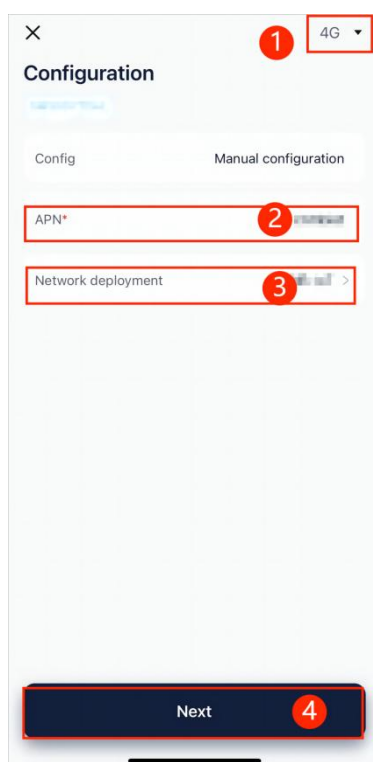 1 4G
Configuration
Config Manual configuration
APN* 2
Network deployment 3 >
Next 4